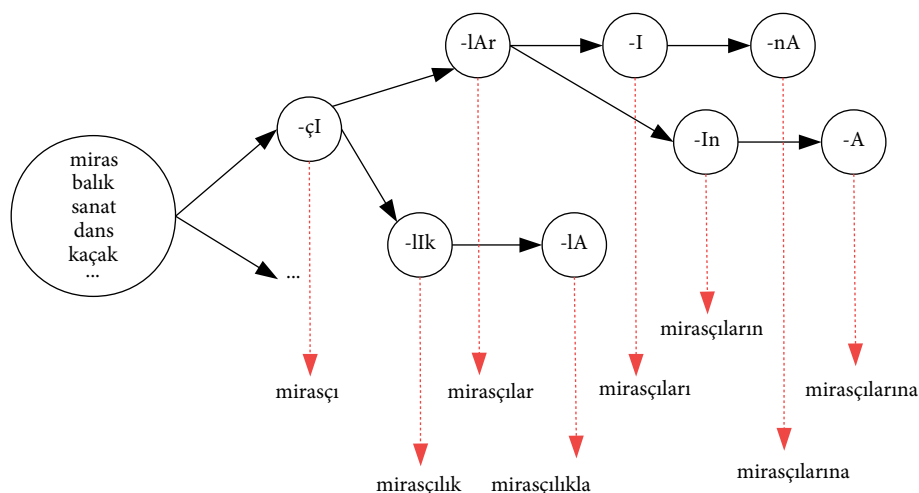 -lAr
-I
-nA
-çI
-In
-A
miras
balık
sanat
dans
kaçak
...
-lIk
-lA
...
mirasçıların
mirasçı
mirasçılar
mirasçıları
mirasçılarına
mirasçılık
mirasçılıkla
mirasçılarına